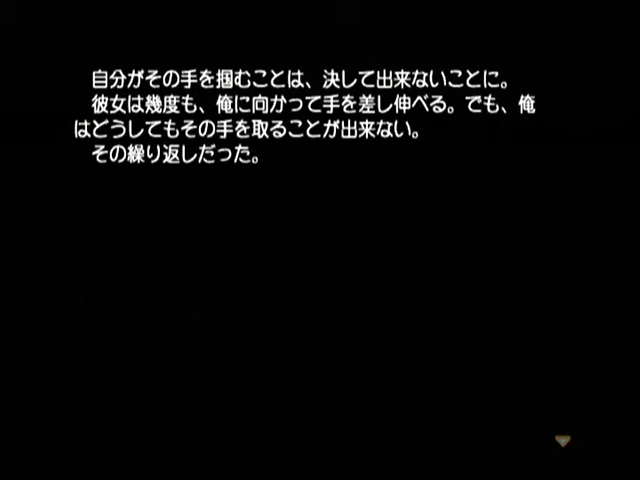 自分がその手を掴むことは、決して出来ないことに。
彼女は幾度も、俺に向かって手を差し伸べる。でも、俺
はどうしてもその手を取ることが出来ない。
その繰り返しだった。